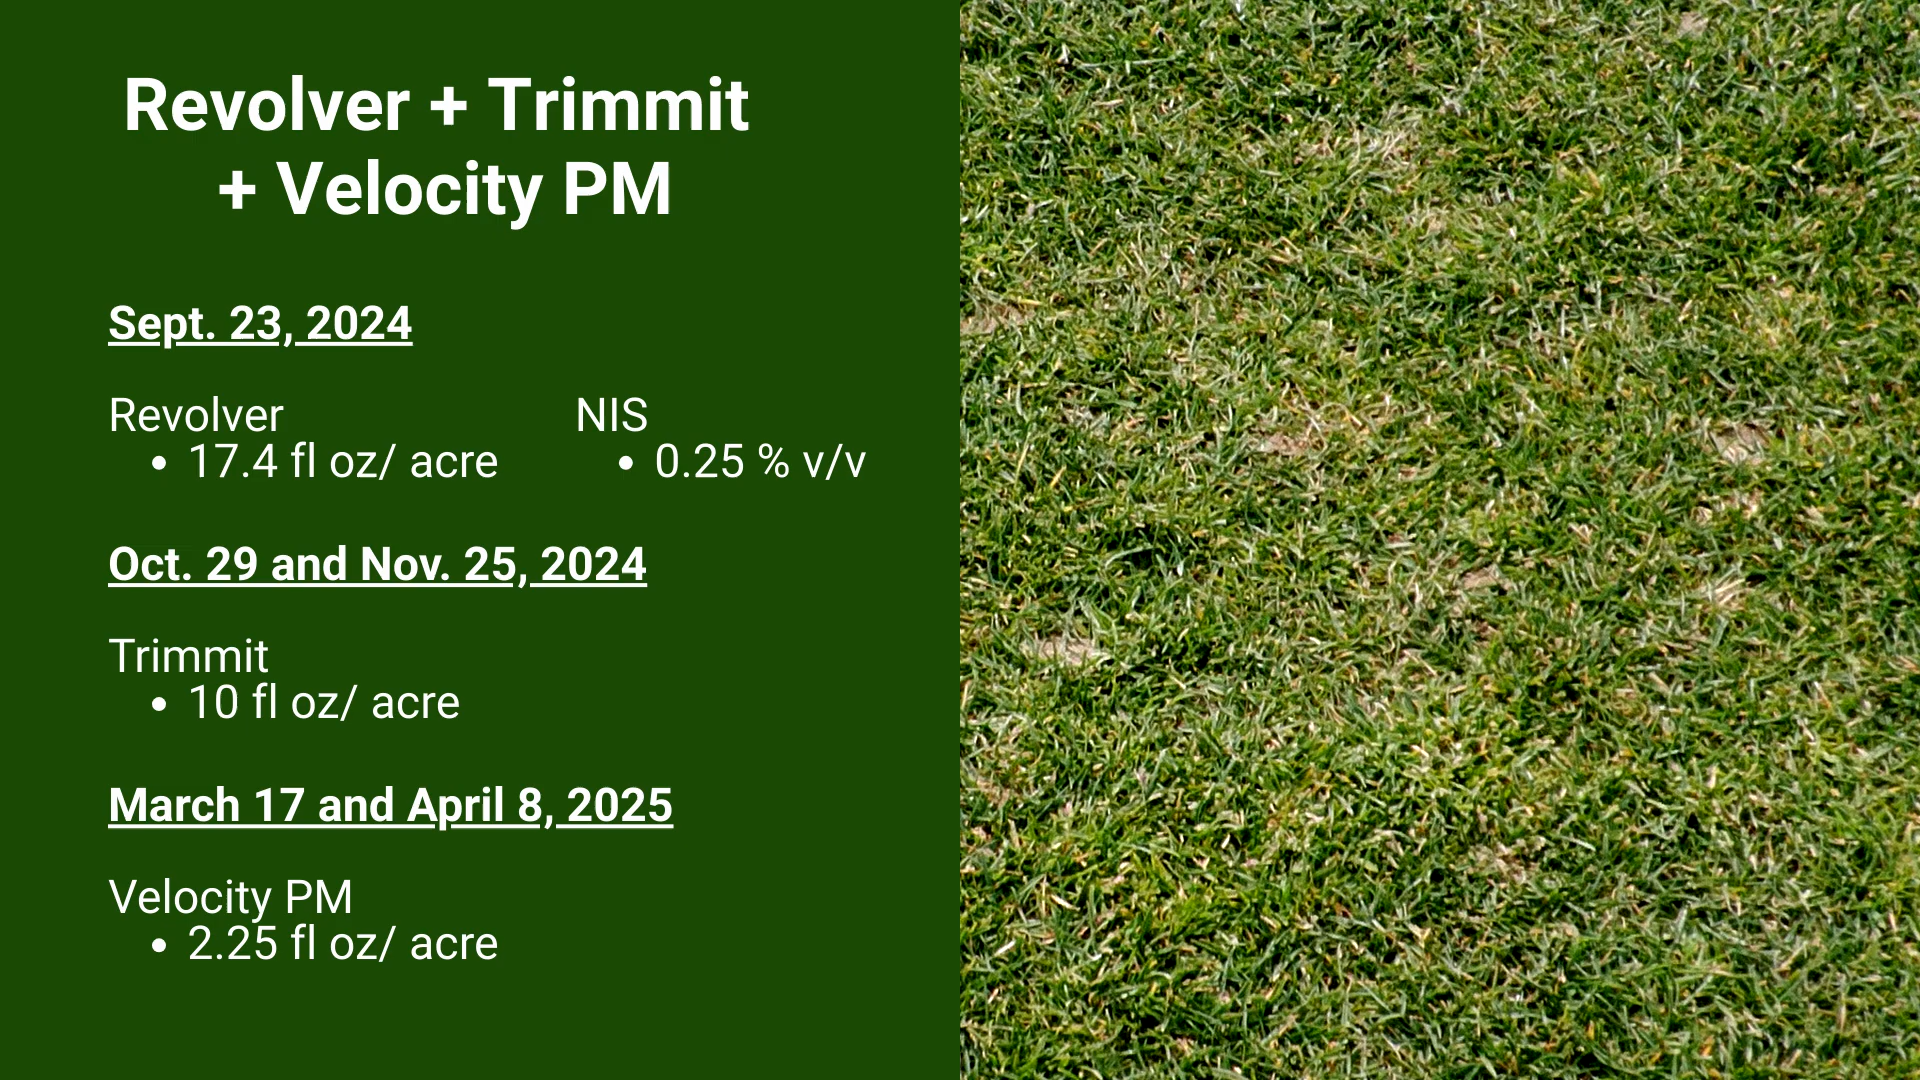 Revolver + Trimmit
+ Velocity PM
Sept. 23, 2024
Revolver
• 17.4 fl oz/ acre
NIS
• 0.25 % v/v
Oct. 29 and Nov. 25, 2024
Trimmit
• 10 fl oz/ acre
March 17 and April 8, 2025
Velocity PM
• 2.25 fl oz/ acre